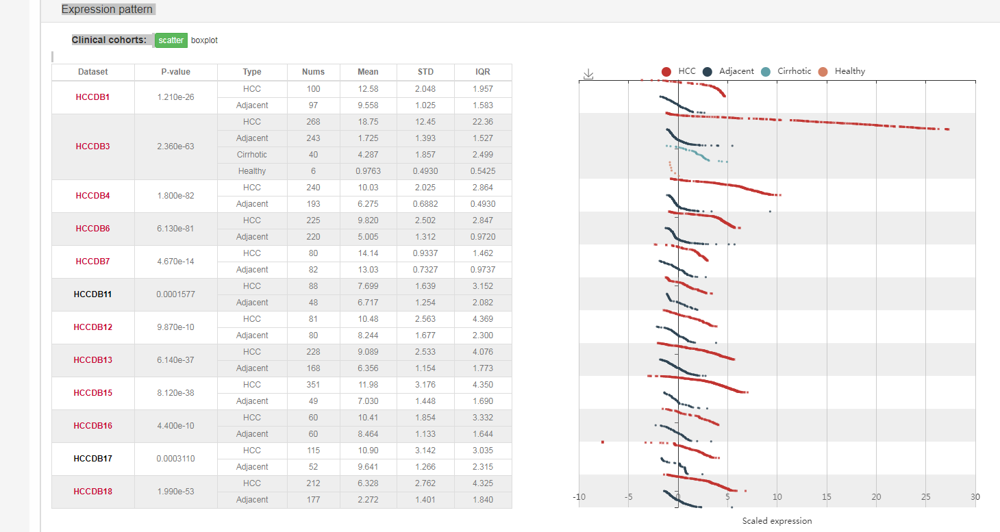 Expression pattern
Clinical cohorts: scatter boxplot
Dataset P-value Type Nums Mean STD IQR
HCCDB1 1.210e-26 HCC 100 12.58 2.048 1.957
Adjacent 97 9.558 1.025 1.583
HCCDB3 2.360e-63 HCC 268 18.75 12.45 22.36
Adjacent 243 1.725 1.393 1.527
Cirrhotic 40 4.287 1.857 2.499
Healthy 6 0.9763 0.4930 0.5425
HCCDB4 1.800e-82 HCC 240 10.03 2.025 2.864
Adjacent 193 6.275 0.6882 0.4930
HCCDB6 6.130e-81 HCC 225 9.820 2.502 2.847
Adjacent 220 5.005 1.312 0.9720
HCCDB7 4.670e-14 HCC 80 14.14 0.9337 1.462
Adjacent 82 13.03 0.7327 0.9737
HCCDB11 0.0001577 HCC 88 7.699 1.639 3.152
Adjacent 48 6.717 1.254 2.082
HCCDB12 9.870e-10 HCC 81 10.48 2.563 4.369
Adjacent 80 8.244 1.677 2.300
HCCDB13 6.140e-37 HCC 228 9.089 2.533 4.076
Adjacent 168 6.356 1.154 1.773
HCCDB15 8.120e-38 HCC 351 11.98 3.176 4.350
Adjacent 49 7.030 1.448 1.690
HCCDB16 4.400e-10 HCC 60 10.41 1.854 3.332
Adjacent 60 8.464 1.133 1.644
HCCDB17 0.0003110 HCC 115 10.90 3.142 3.035
Adjacent 52 9.641 1.266 2.315
HCCDB18 1.990e-53 HCC 212 6.328 2.762 4.325
Adjacent 177 2.272 1.401 1.840
HCC Adjacent Cirrhotic Healthy
-10 -5 0 5 10 15 20 25 30
Scaled expression